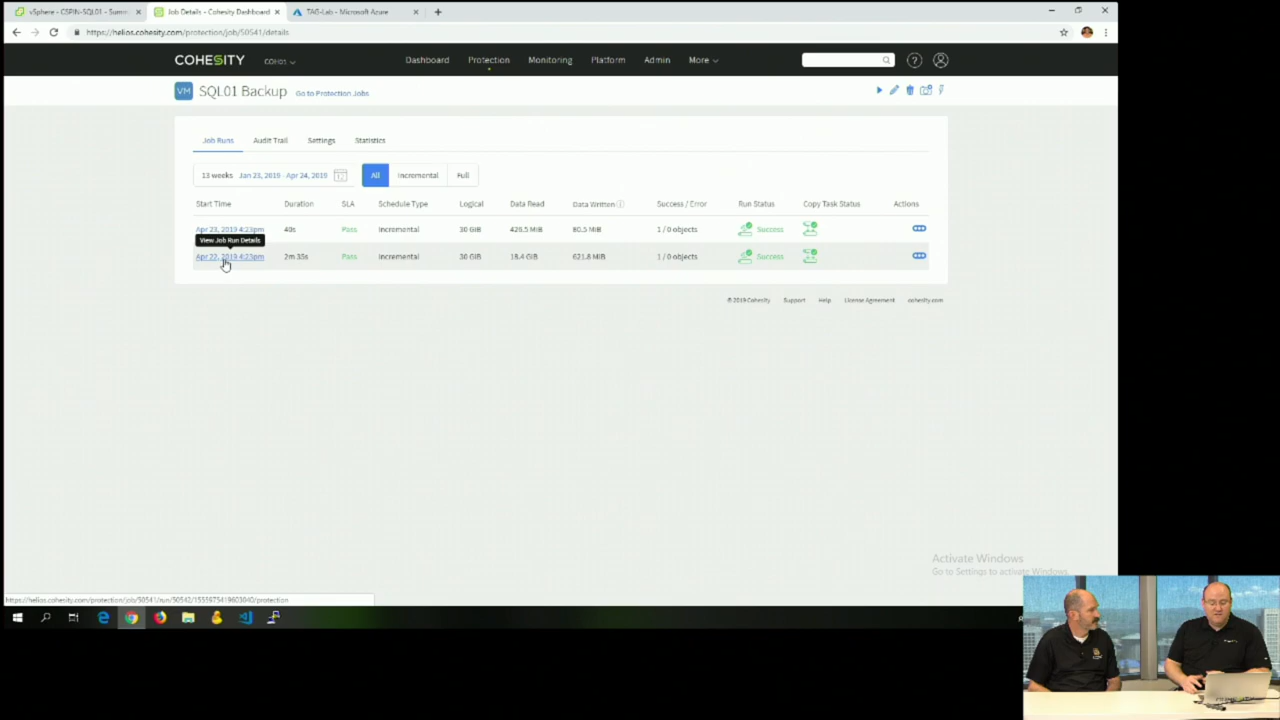 vSphere - CSPIN-SQL01 - Summ
Job Details - Cohesity Dashboard
TAG-Lab - Microsoft Azure
https://helios.cohesity.com/protection/job/50541/details
COHESITY
COH01
Dashboard
Protection
Monitoring
Platform
Admin
More
VM
SQL01 Backup
Go to Protection Jobs
Job Runs
Audit Trail
Settings
Statistics
13 weeks
Jan 23, 2019 - Apr 24, 2019
All
Incremental
Full
Start Time
Duration
SLA
Schedule Type
Logical
Data Read
Data Written
Success / Error
Run Status
Copy Task Status
Actions
Apr 23, 2019 4:23pm
40s
Pass
Incremental
30 GiB
426.5 MiB
80.5 MiB
1 / 0 objects
Success
View Job Run Details
Apr 22, 2019 4:23pm
2m 35s
Pass
Incremental
30 GiB
18.4 GiB
621.8 MiB
1 / 0 objects
Success
© 2019 Cohesity
Support
Help
License Agreement
cohesity.com
Activate Windows
Go to Settings to activate Windows.